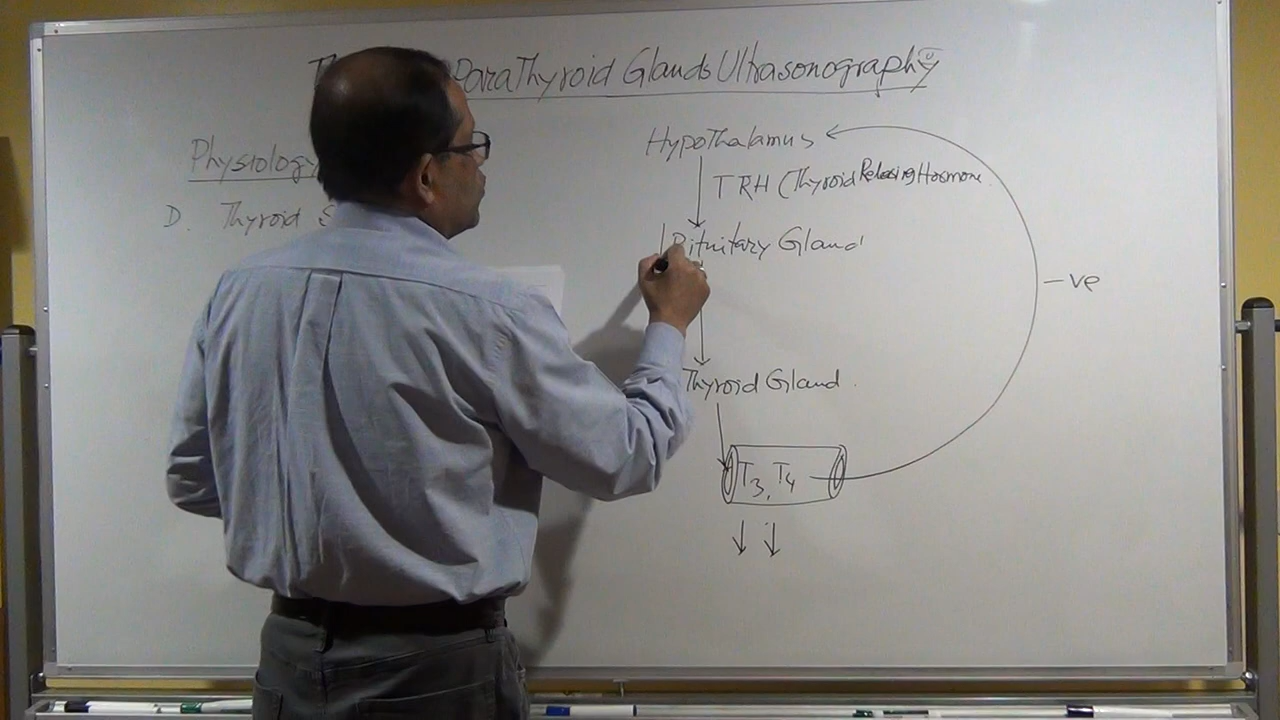 ParaThyroid Glands Ultrasonography
Physiology
D. Thyroid
Hypothalamus
TRH (Thyroid Releasing Hormone
Pituitary Gland
-ve
Thyroid Gland.
T3, T4